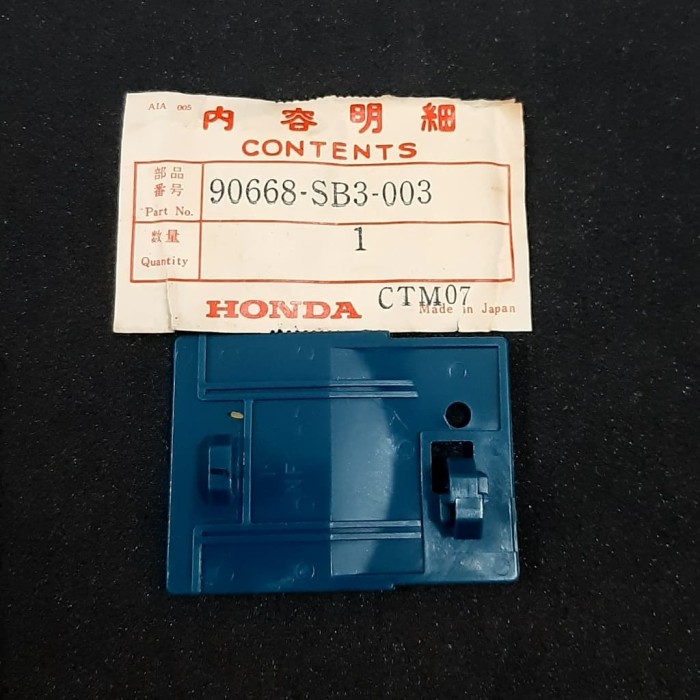 AIA 005
内容明細
CONTENTS
部品
番号
Part No.
90668-SB3-003
数量
Quantity
1
HONDA
CTM07
Made in Japan